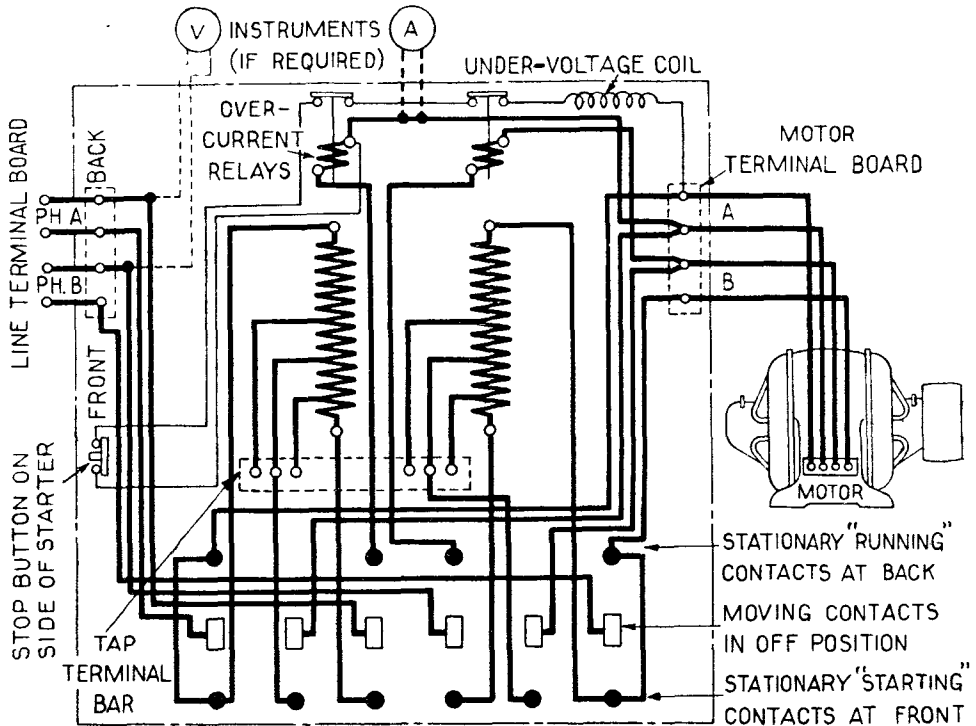 V INSTRUMENTS A
(IF REQUIRED)
UNDER-VOLTAGE COIL
OVER-
CURRENT
RELAYS
MOTOR
TERMINAL BOARD
LINE TERMINAL BOARD
BACK
PH A
PH. B
FRONT
A
B
MOTOR
STOP BUTTON ON
SIDE OF STARTER
TAP
TERMINAL
BAR
STATIONARY "RUNNING"
CONTACTS AT BACK
MOVING CONTACTS
IN OFF POSITION
STATIONARY "STARTING"
CONTACTS AT FRONT